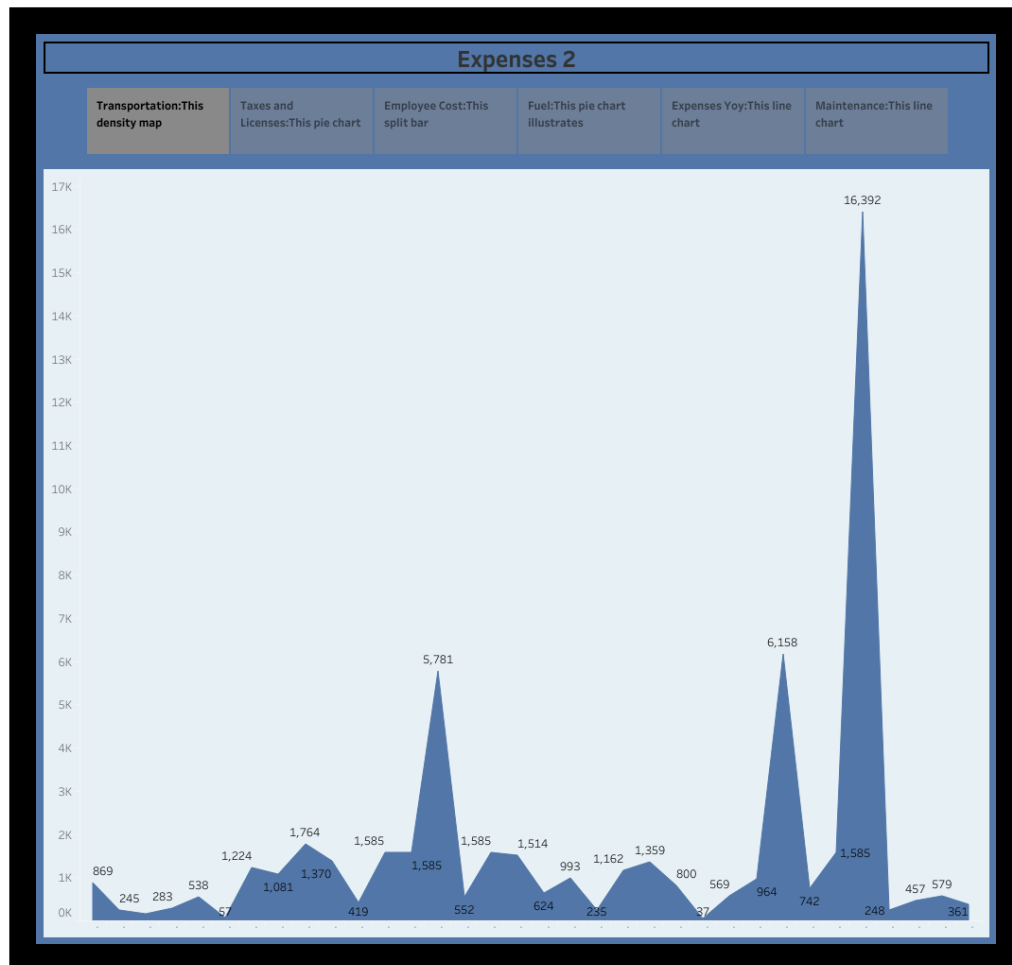 Expenses 2
Transportation:This
density map
Taxes and
Licenses:This pie chart
Employee Cost:This
split bar
Fuel:This pie chart
illustrates
Expenses Yoy:This line
chart
Maintenance:This line
chart
17K
16K
15K
14K
13K
12K
11K
10K
9K
8K
7K
6K
5K
4K
3K
2K
1K
0K
869
245
283
538
57
1,224
1,081
1,764
1,370
419
1,585
1,585
5,781
552
1,585
1,514
624
993
235
1,162
1,359
800
37
569
964
6,158
742
1,585
16,392
248
457
579
361